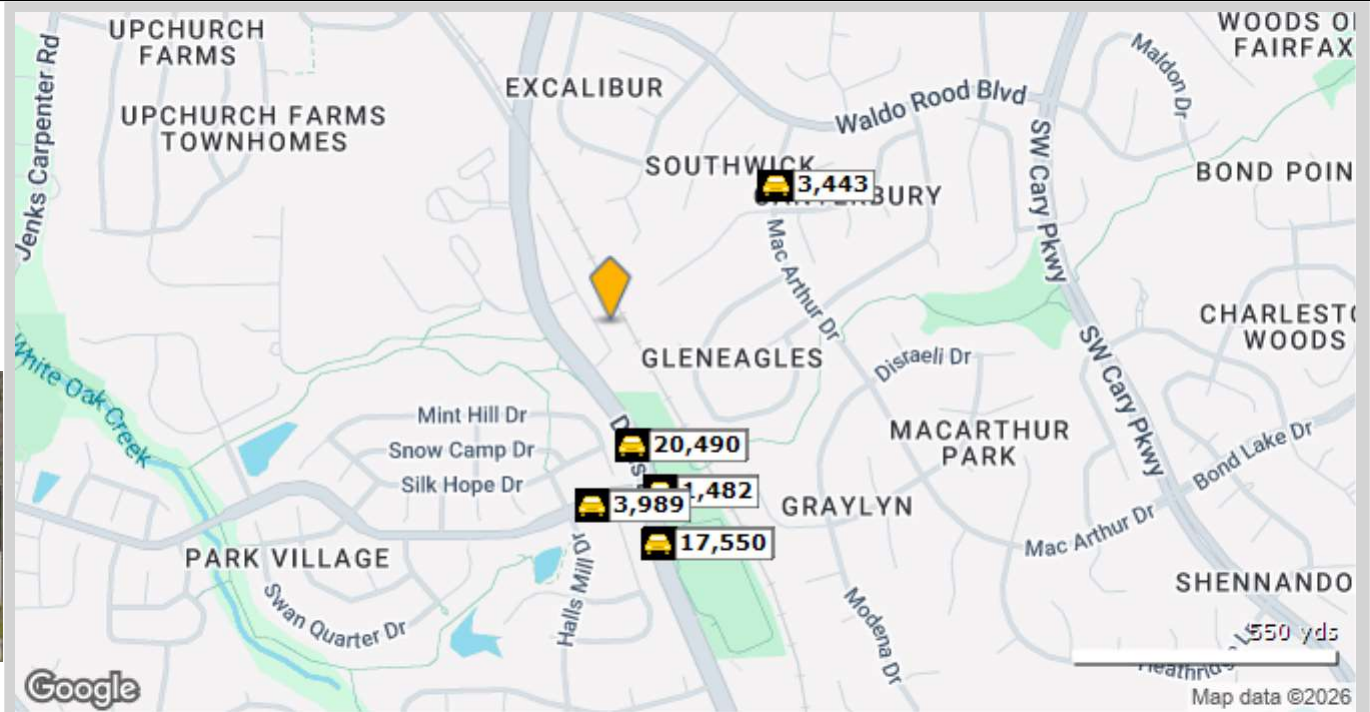 UPCHURCH
FARMS
WOODS O
FAIRFAX
Jenks Carpenter Rd
EXCALIBUR
Maldon Dr
Waldo Rood Blvd
UPCHURCH FARMS
TOWNHOMES
SW Cary Pkwy
SOUTHWICK
3,443
BURY
BOND POIN
Mac Arthur Dr
CHARLEST
WOODS
GLENEAGLES
Disraeli Dr
SW Cary Pkwy
White Oak Creek
Mint Hill Dr
Snow Camp Dr
Silk Hope Dr
20,490
MACARTHUR
PARK
Bond Lake Dr
1,482
3,989
GRAYLYN
17,550
Mac Arthur Dr
PARK VILLAGE
Halls Mill Dr
Swan Quarter Dr
Modena Dr
SHENNANDO
550 yds
Google
Map data ©2026